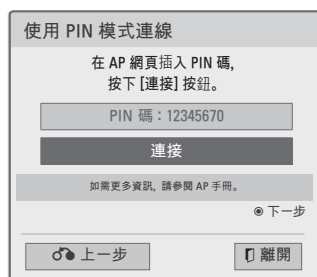 使用 PIN 模式連線
在 AP 網頁插入 PIN 碼,
按下 [連接] 按鈕。
PIN 碼：12345670
連接
如需更多資訊, 請參閱 AP 手冊。
◉ 下一步
上一步
離開